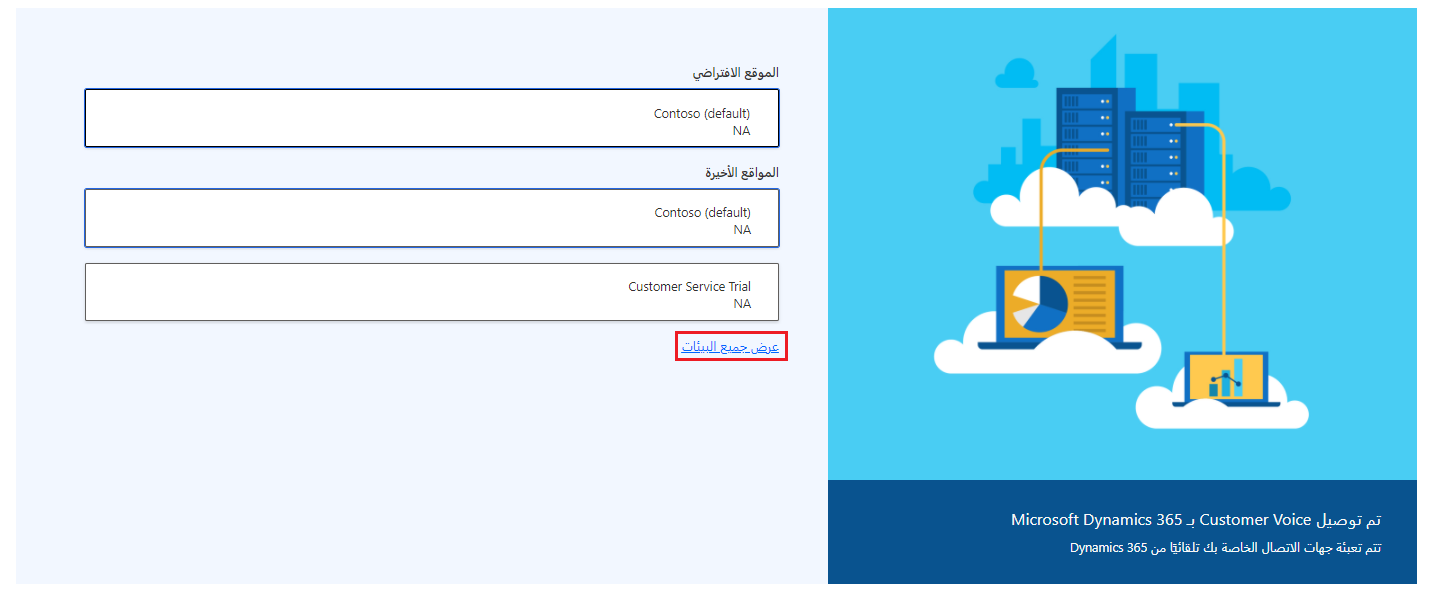 الموقع الافتراضي
Contoso (default)
NA
المواقع الأخيرة
Contoso (default)
NA
Customer Service Trial
NA
عرض جميع البيئات
تم توصيل Customer Voice بـ Microsoft Dynamics 365
تتم تعبئة جهات الاتصال الخاصة بك تلقائيًا من Dynamics 365